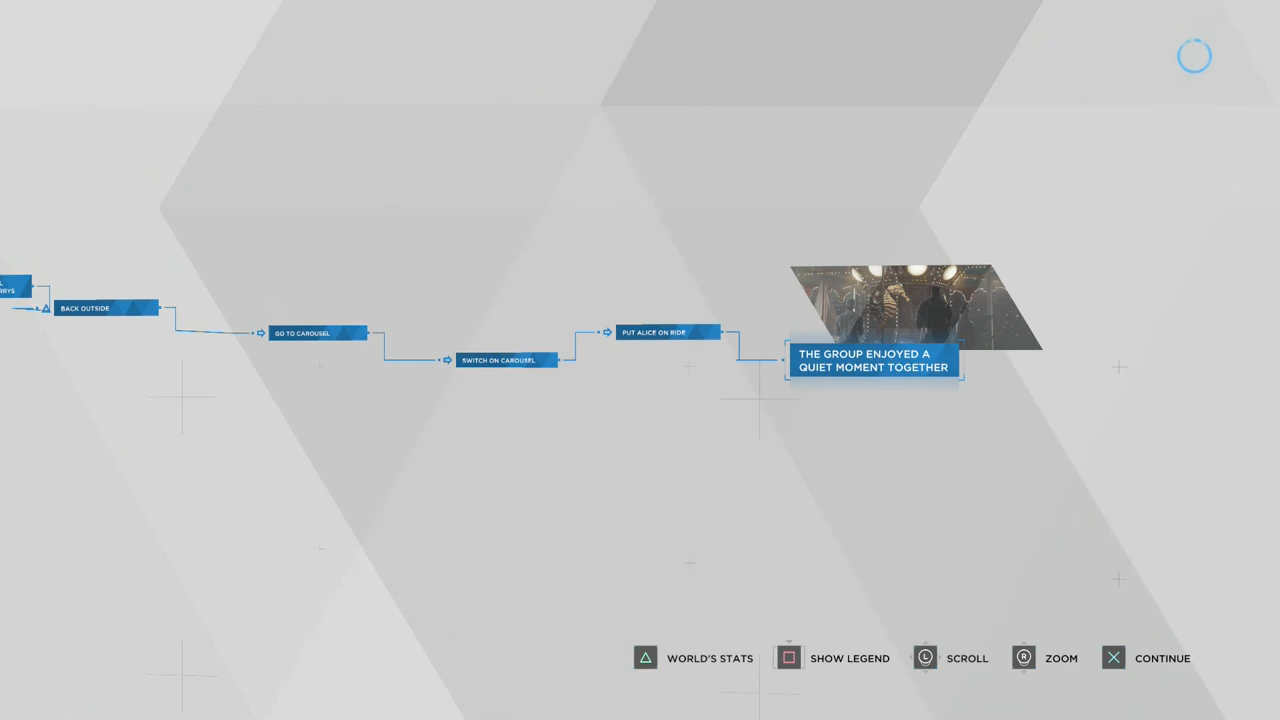 RRYS
BACK OUTSIDE
GO TO CAROUSEL
SWITCH ON CAROUSEL
PUT ALICE ON RIDE
THE GROUP ENJOYED A
QUIET MOMENT TOGETHER
WORLD'S STATS
SHOW LEGEND
L
SCROLL
R
ZOOM
CONTINUE